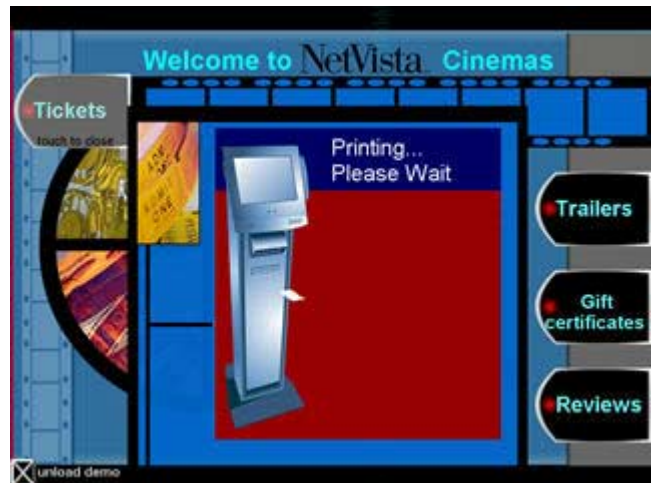 Welcome to NetVista Cinemas
Tickets
touch to close
Printing...
Please Wait
Trailers
Gift
certificates
Reviews
unload demo